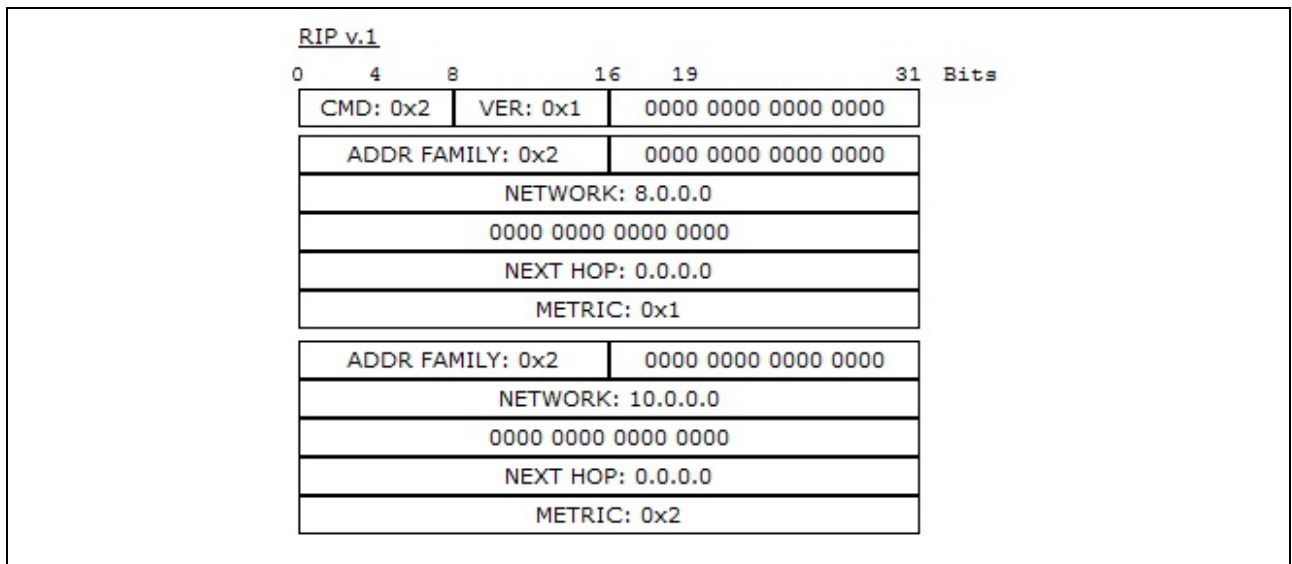 RIP v.1
0 4 8 16 19 31 Bits
CMD: 0x2 VER: 0x1 0000 0000 0000 0000
ADDR FAMILY: 0x2 0000 0000 0000 0000
NETWORK: 8.0.0.0
0000 0000 0000 0000
NEXT HOP: 0.0.0.0
METRIC: 0x1
ADDR FAMILY: 0x2 0000 0000 0000 0000
NETWORK: 10.0.0.0
0000 0000 0000 0000
NEXT HOP: 0.0.0.0
METRIC: 0x2